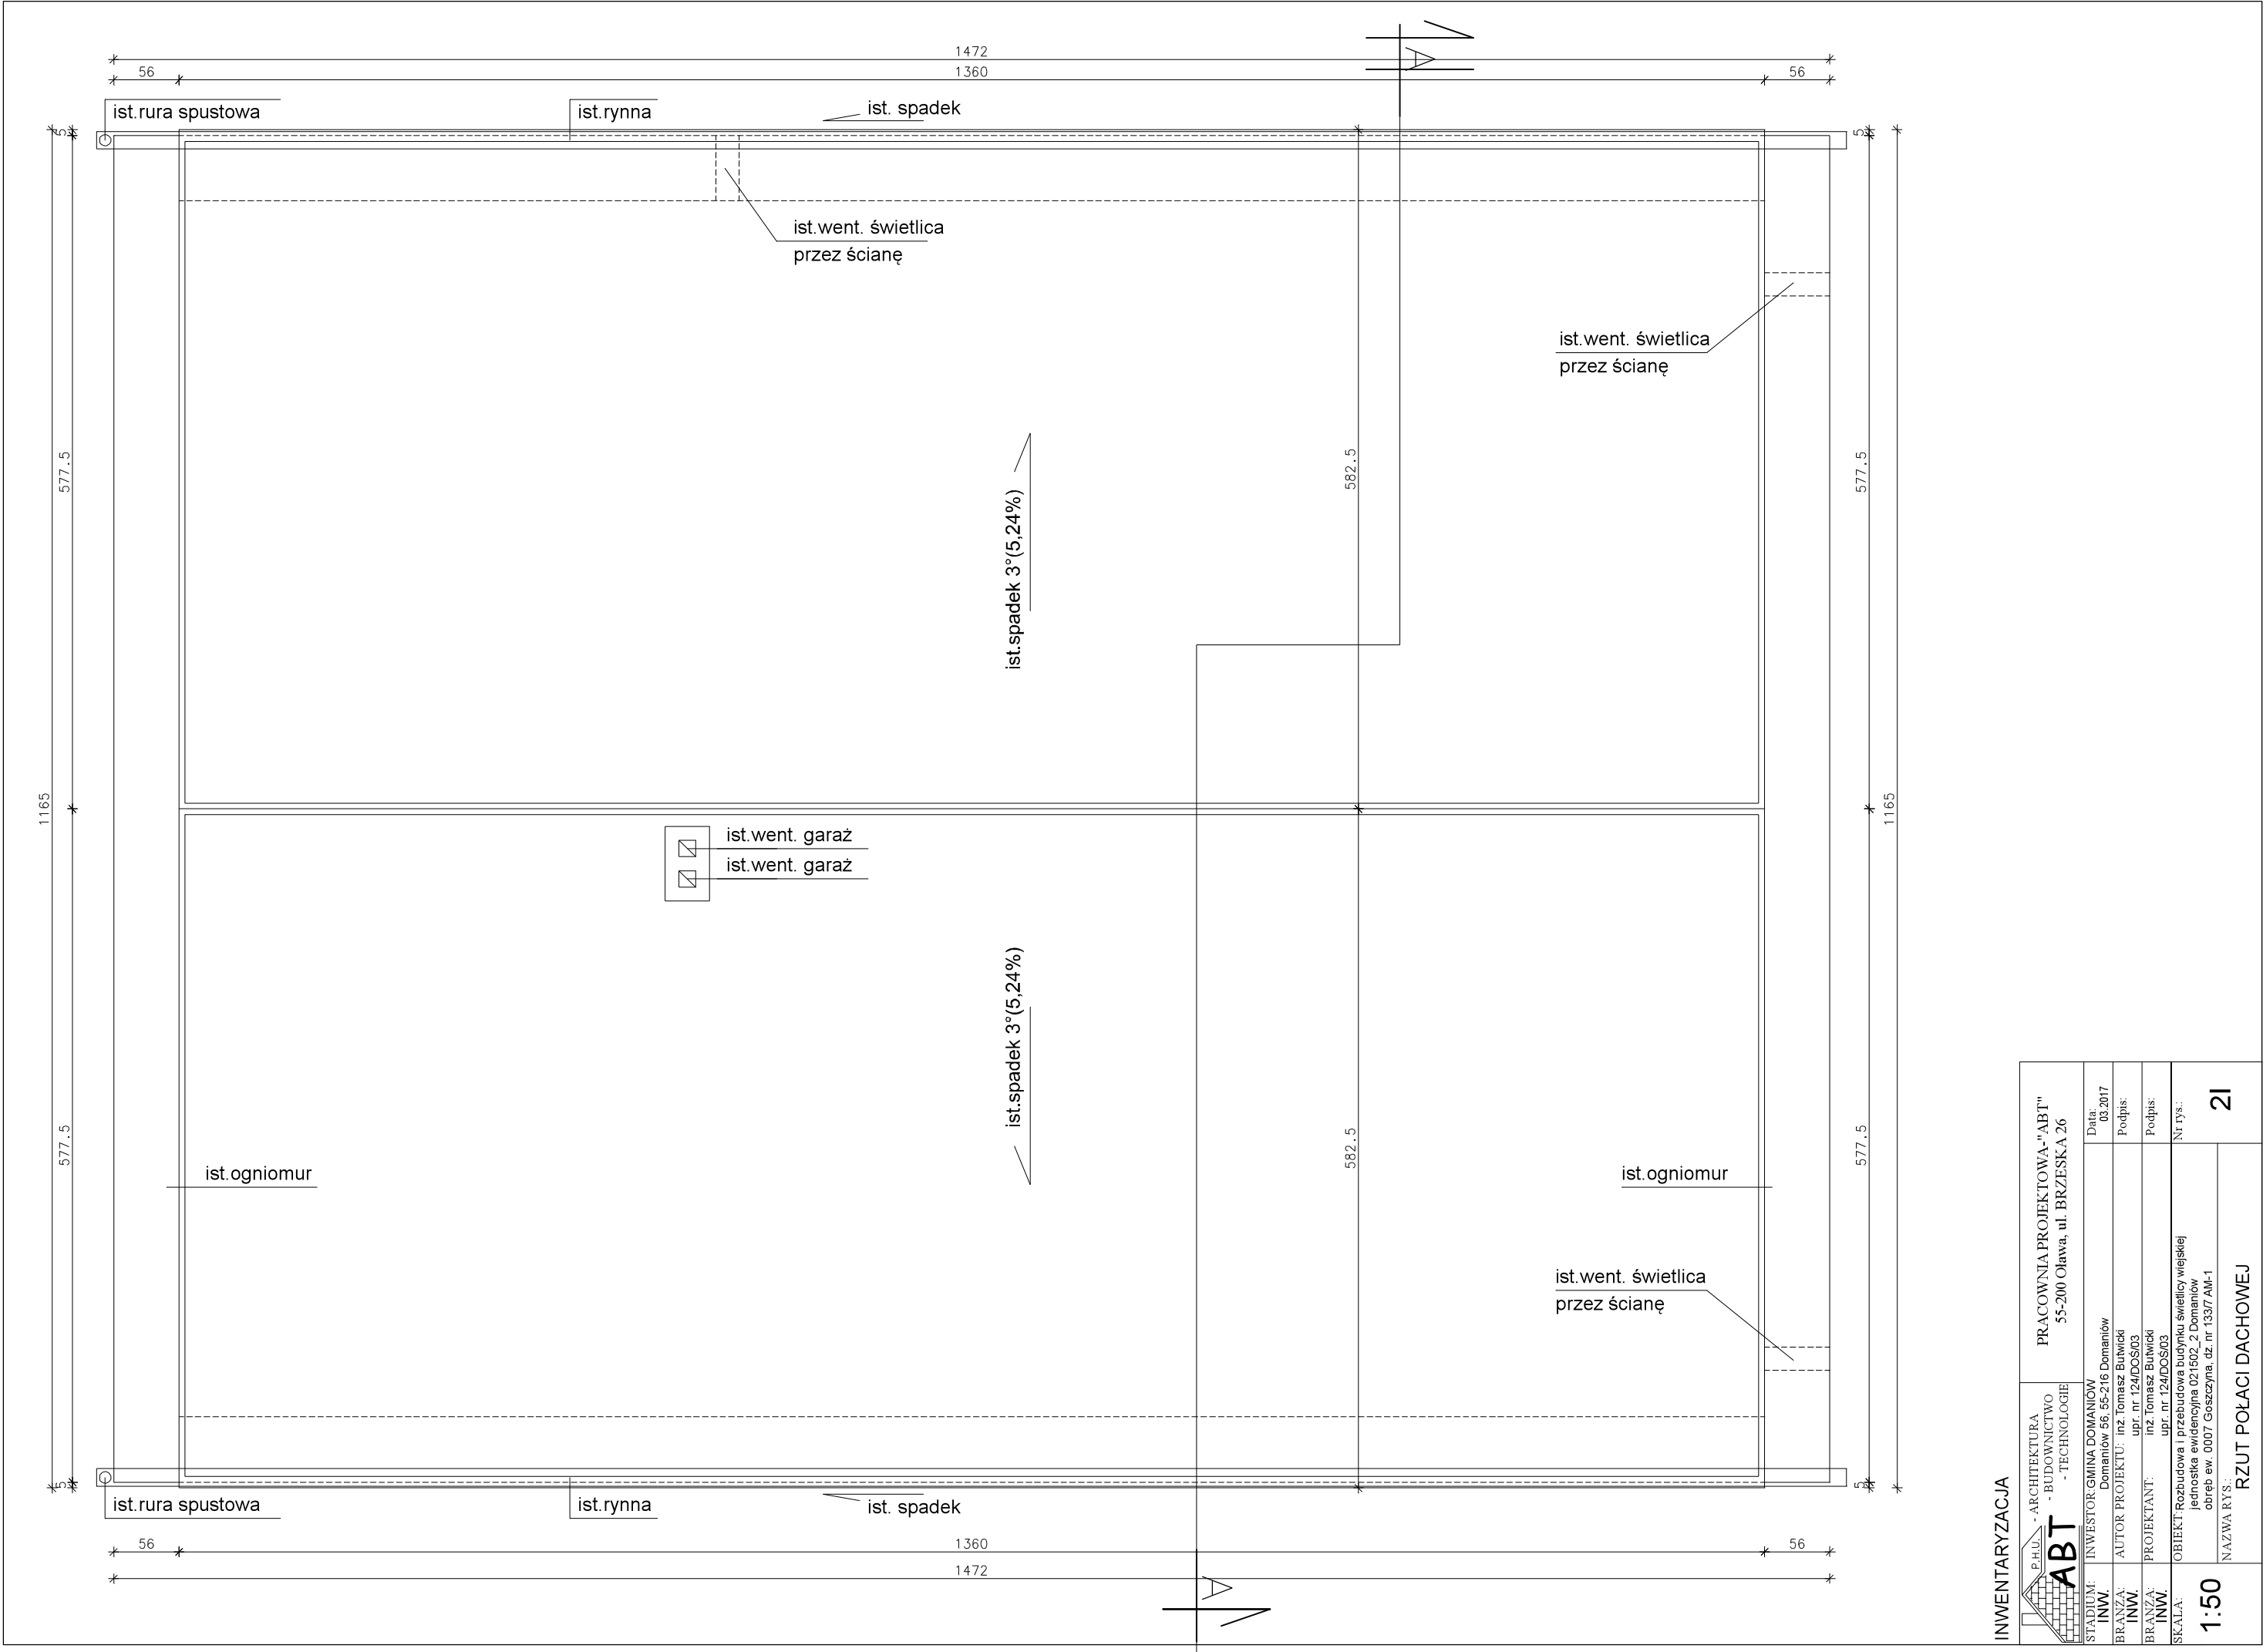 1472
56
1360
56
ist.rura spustowa
ist.rynna
ist. spadek
5
5
ist.went. świetlica
przez ścianę
ist.went. świetlica
przez ścianę
A
577.5
582.5
577.5
ist.spadek 3°(5,24%)
1165
1165
ist.went. garaż
ist.went. garaż
ist.spadek 3°(5,24%)
577.5
582.5
577.5
ist.ogniomur
ist.ogniomur
ist.went. świetlica
przez ścianę
5
5
ist.rura spustowa
ist.rynna
ist. spadek
56
1360
56
1472
A
INWENTARYZACJA
P.H.U.
ABT
- ARCHITEKTURA
- BUDOWNICTWO
- TECHNOLOGIE
PRACOWNIA PROJEKTOWA-"ABT"
55-200 Oława, ul. BRZESKA 26
STADIUM:
INW.
INWESTOR:GMINA DOMANIÓW
Domaniów 56, 55-216 Domaniów
Data:
03.2017
BRANŻA:
INW.
AUTOR PROJEKTU: inż.Tomasz Butwicki
upr. nr 124/DOŚ/03
Podpis:
BRANŻA:
INW.
PROJEKTANT: inż.Tomasz Butwicki
upr. nr 124/DOŚ/03
Podpis:
SKALA:
1:50
OBIEKT:Rozbudowa i przebudowa budynku świetlicy wiejskiej
jednostka ewidencyjna 021502_2 Domaniów
obręb ew. 0007 Goszczyna, dz. nr 133/7 AM-1
NAZWA RYS.:
RZUT POŁACI DACHOWEJ
Nr rys.:
2I